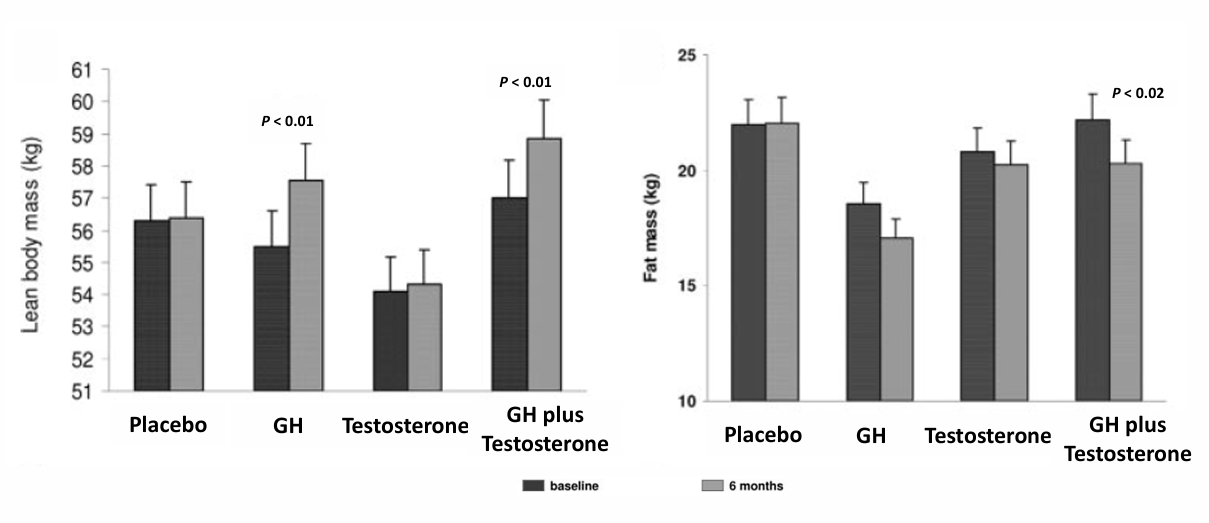 Lean body mass (kg)
61
60
59
58
57
56
55
54
53
52
51
P < 0.01
P < 0.01
Placebo
GH
Testosterone
GH plus
Testosterone
Fat mass (kg)
25
20
15
10
P < 0.02
Placebo
GH
Testosterone
GH plus
Testosterone
baseline
6 months